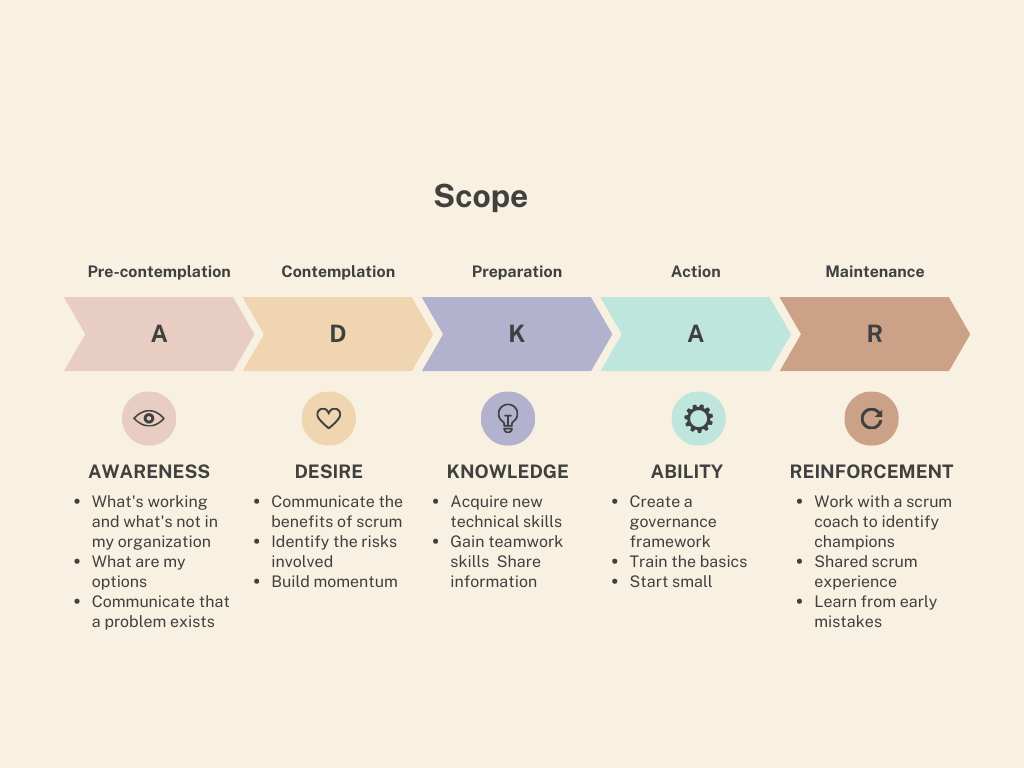 Scope
Pre-contemplation
Contemplation
Preparation
Action
Maintenance
A
D
K
A
R
AWARENESS
• What's working
and what's not in
my organization
• What are my
options
• Communicate that
a problem exists
DESIRE
• Communicate the
benefits of scrum
• Identify the risks
involved
• Build momentum
KNOWLEDGE
• Acquire new
technical skills
• Gain teamwork
skills  Share
information
ABILITY
• Create a
governance
framework
• Train the basics
• Start small
REINFORCEMENT
• Work with a scrum
coach to identify
champions
• Shared scrum
experience
• Learn from early
mistakes